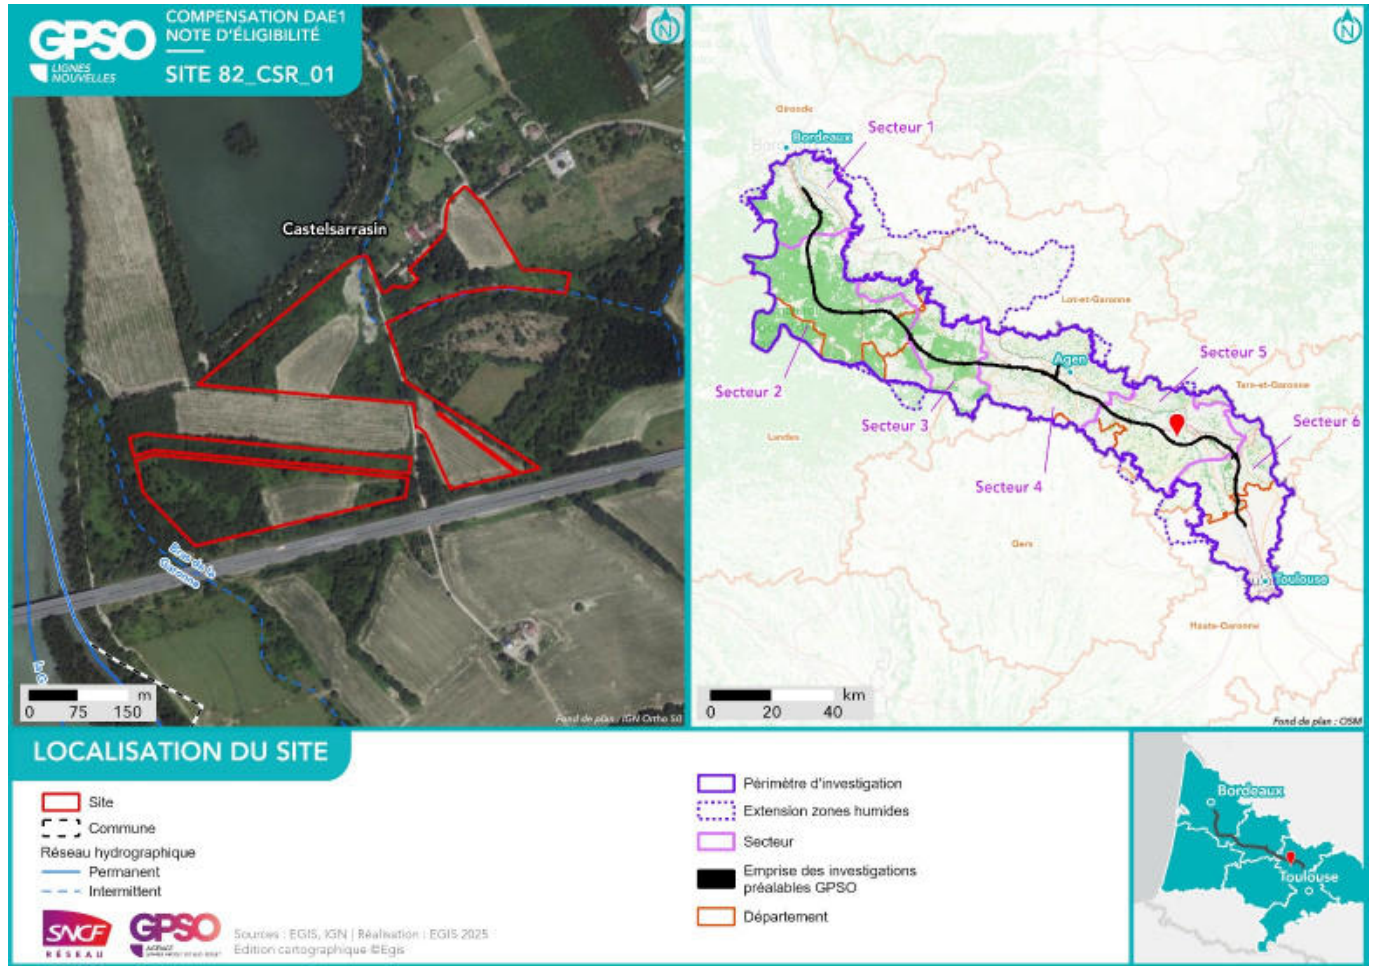 GPSO
LIGNES
NOUVELLES
COMPENSATION DAE1
NOTE D'ÉLIGIBILITÉ
SITE 82_CSR_01
N
Castelsarrasin
Bras de la
Garonne
m
0 75 150
Fond de plan : IGN Ortho 50
N
Gironde
Bordeaux
Secteur 1
Lot-et-Garonne
Agen
Secteur 5
Tarn-et-Garonne
Secteur 2
Secteur 6
Landes
Secteur 3
Secteur 4
Gers
Toulouse
Haute-Garonne
km
0 20 40
Fond de plan : OSM
LOCALISATION DU SITE
Site
Commune
Réseau hydrographique
Permanent
Intermittent
Périmètre d'investigation
Extension zones humides
Secteur
Emprise des investigations
préalables GPSO
Département
Bordeaux
Toulouse
SNCF
RÉSEAU
GPSO
Sources : EGIS, IGN | Réalisation : EGIS 2025
Edition cartographique ©Egis